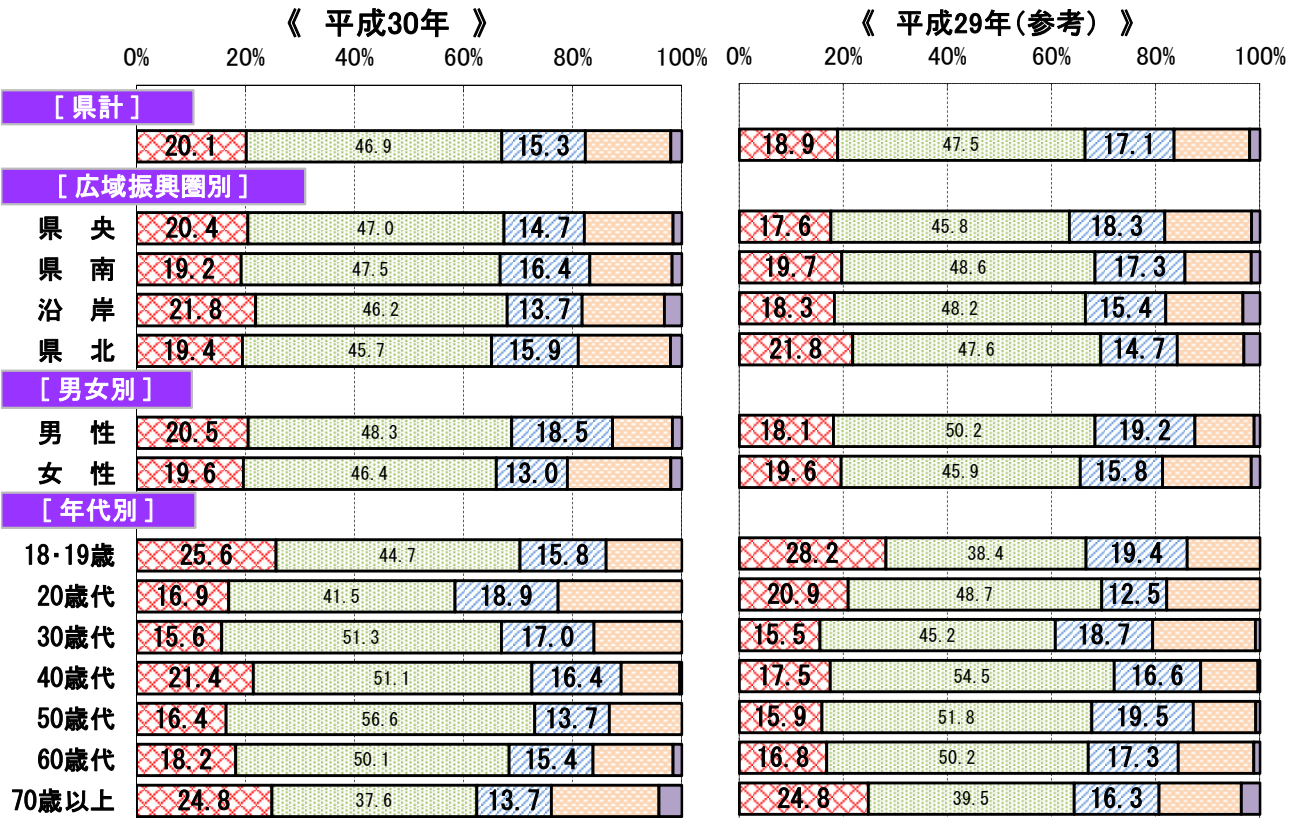 《 平成30年 》 《 平成29年(参考) 》
0% 20% 40% 60% 80% 100% 0% 20% 40% 60% 80% 100%
[ 県計 ]
20.1 46.9 15.3 18.9 47.5 17.1
[ 広域振興圏別 ]
県 央 20.4 47.0 14.7 17.6 45.8 18.3
県 南 19.2 47.5 16.4 19.7 48.6 17.3
沿 岸 21.8 46.2 13.7 18.3 48.2 15.4
県 北 19.4 45.7 15.9 21.8 47.6 14.7
[ 男女別 ]
男 性 20.5 48.3 18.5 18.1 50.2 19.2
女 性 19.6 46.4 13.0 19.6 45.9 15.8
[ 年代別 ]
18・19歳 25.6 44.7 15.8 28.2 38.4 19.4
20歳代 16.9 41.5 18.9 20.9 48.7 12.5
30歳代 15.6 51.3 17.0 15.5 45.2 18.7
40歳代 21.4 51.1 16.4 17.5 54.5 16.6
50歳代 16.4 56.6 13.7 15.9 51.8 19.5
60歳代 18.2 50.1 15.4 16.8 50.2 17.3
70歳以上 24.8 37.6 13.7 24.8 39.5 16.3